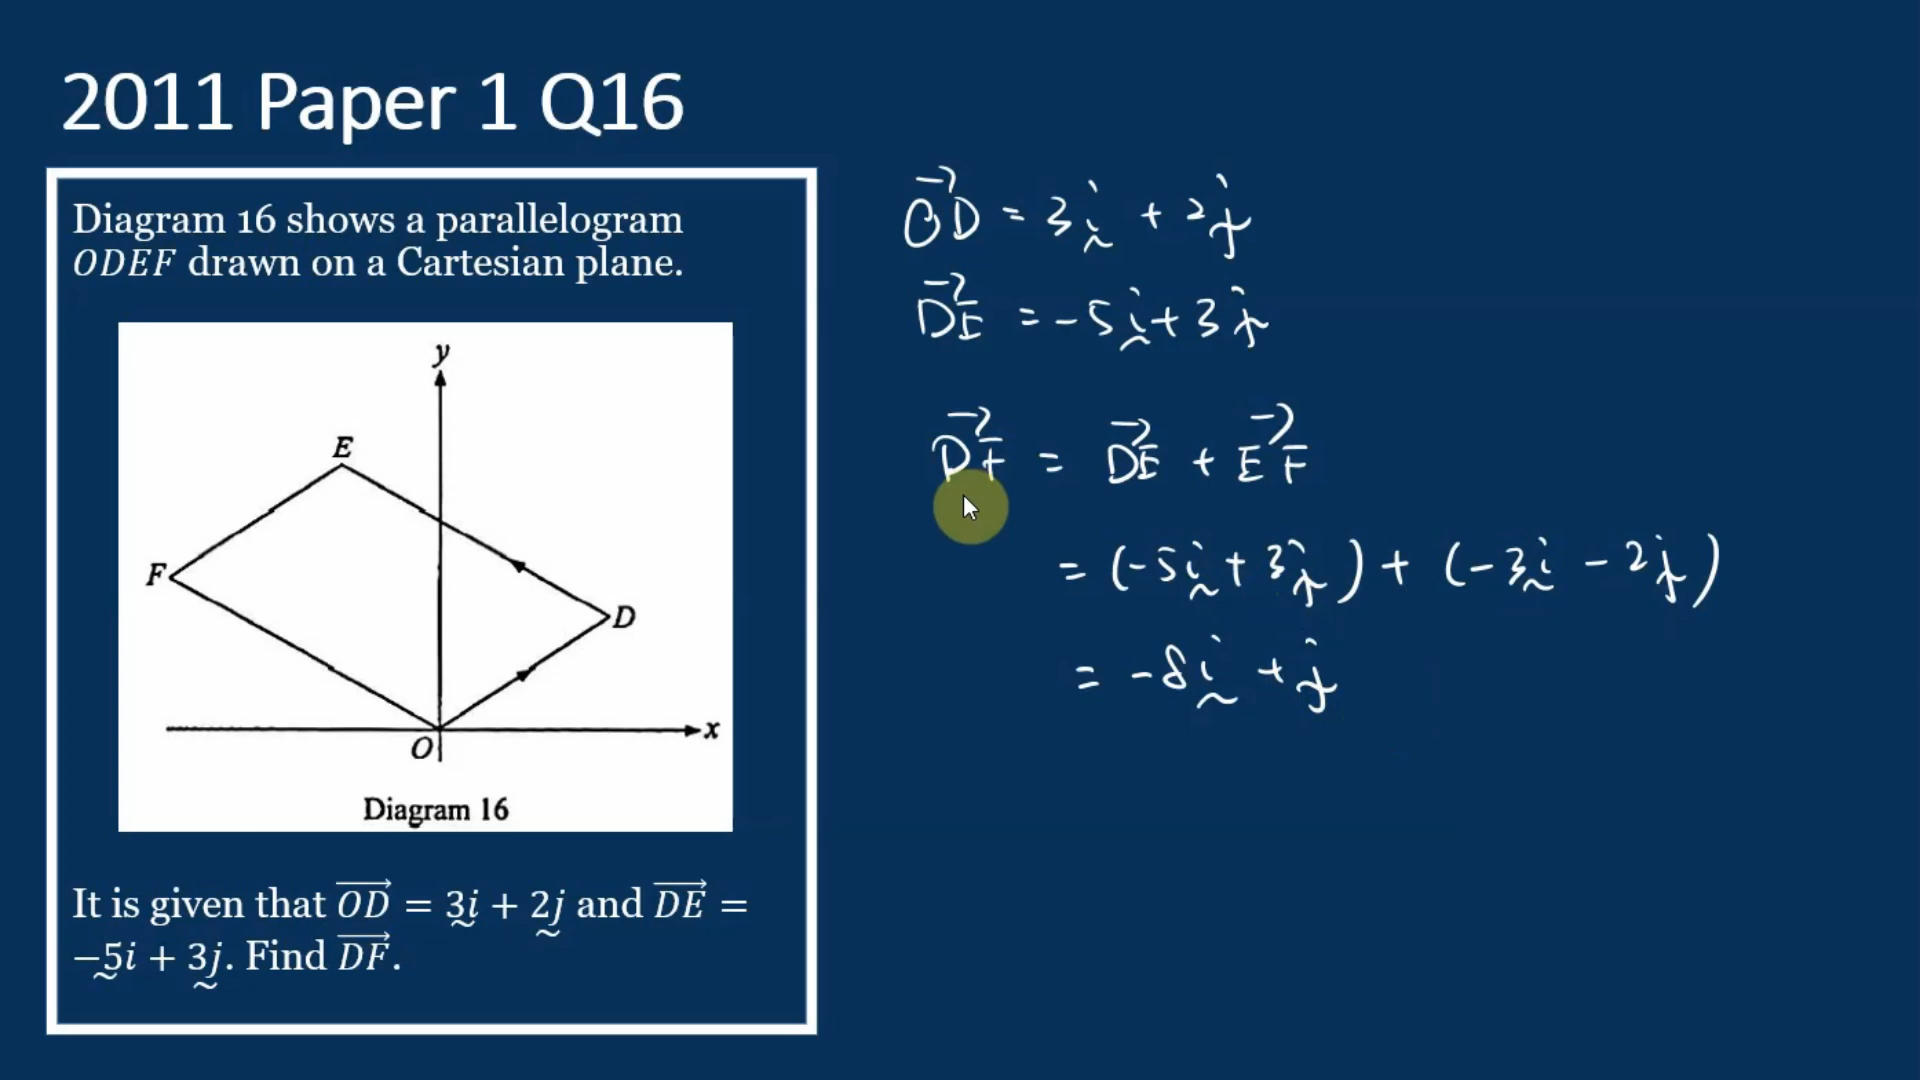 2011 Paper 1 Q16
Diagram 16 shows a parallelogram
ODEF drawn on a Cartesian plane.
y
E
F
D
x
O
Diagram 16
It is given that →OD = 3i + 2j and →DE =
−5i + 3j. Find →DF.
→OD = 3i + 2j
→DE = -5i + 3j
→DF = →DE + →EF
= (-5i + 3j) + (-3i - 2j)
= -8i + j